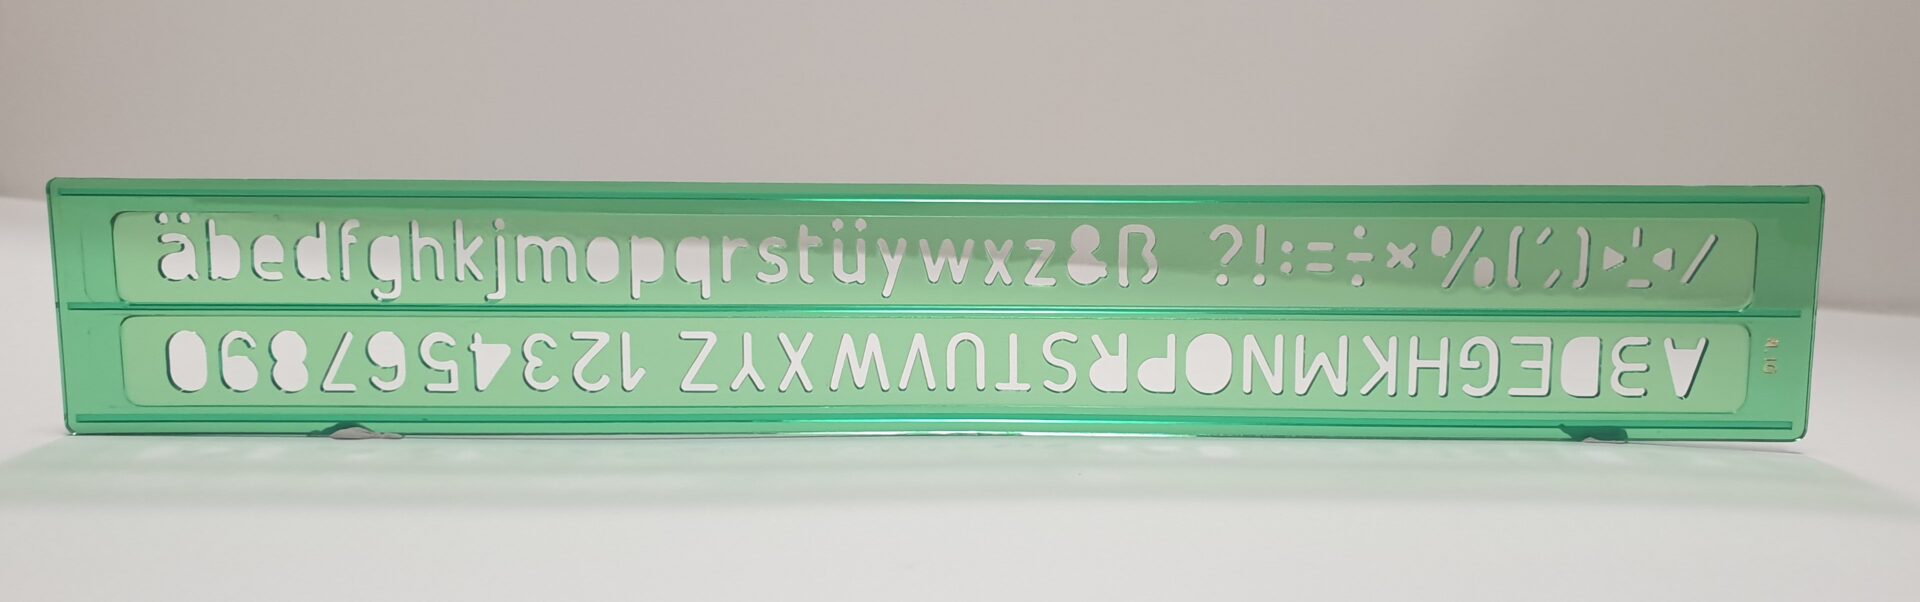 äbedfghkjmopqrstüywxz&ß ?!:=÷×%(;)▸¦◂/
ABDEGHKMNOPRSTUVWXYZ 1234567890